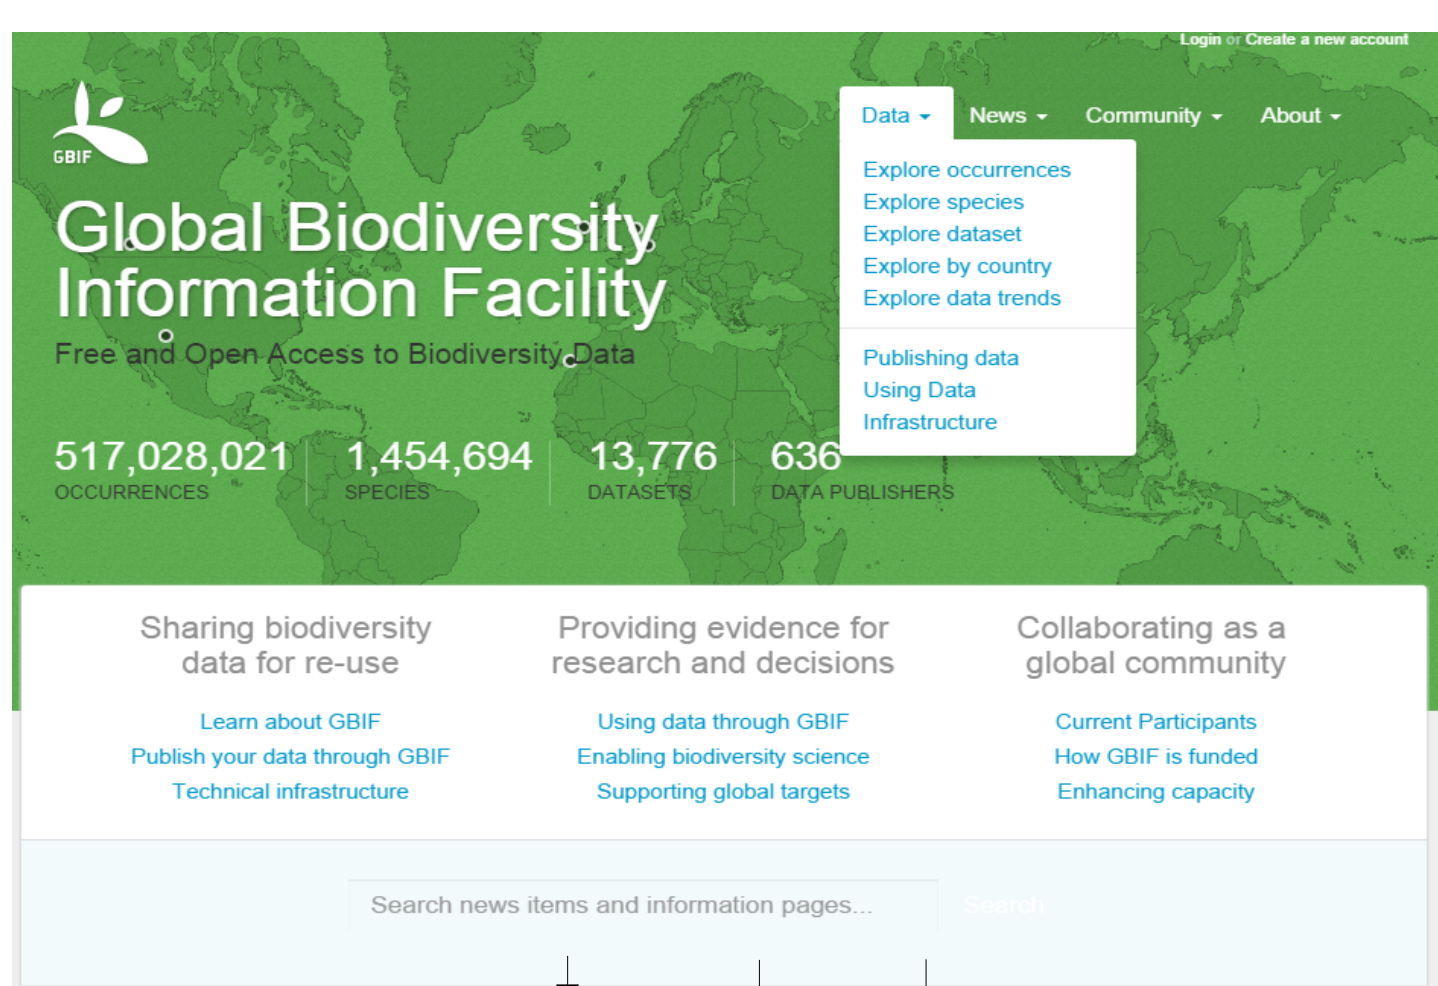 Login or Create a new account
GBIF
Data News Community About
Explore occurrences
Explore species
Explore dataset
Explore by country
Explore data trends
Publishing data
Using Data
Infrastructure
Global Biodiversity
Information Facility
Free and Open Access to Biodiversity Data
517,028,021 1,454,694 13,776 636
OCCURRENCES SPECIES DATASETS DATA PUBLISHERS
Sharing biodiversity
data for re-use
Learn about GBIF
Publish your data through GBIF
Technical infrastructure
Providing evidence for
research and decisions
Using data through GBIF
Enabling biodiversity science
Supporting global targets
Collaborating as a
global community
Current Participants
How GBIF is funded
Enhancing capacity
Search news items and information pages... Search